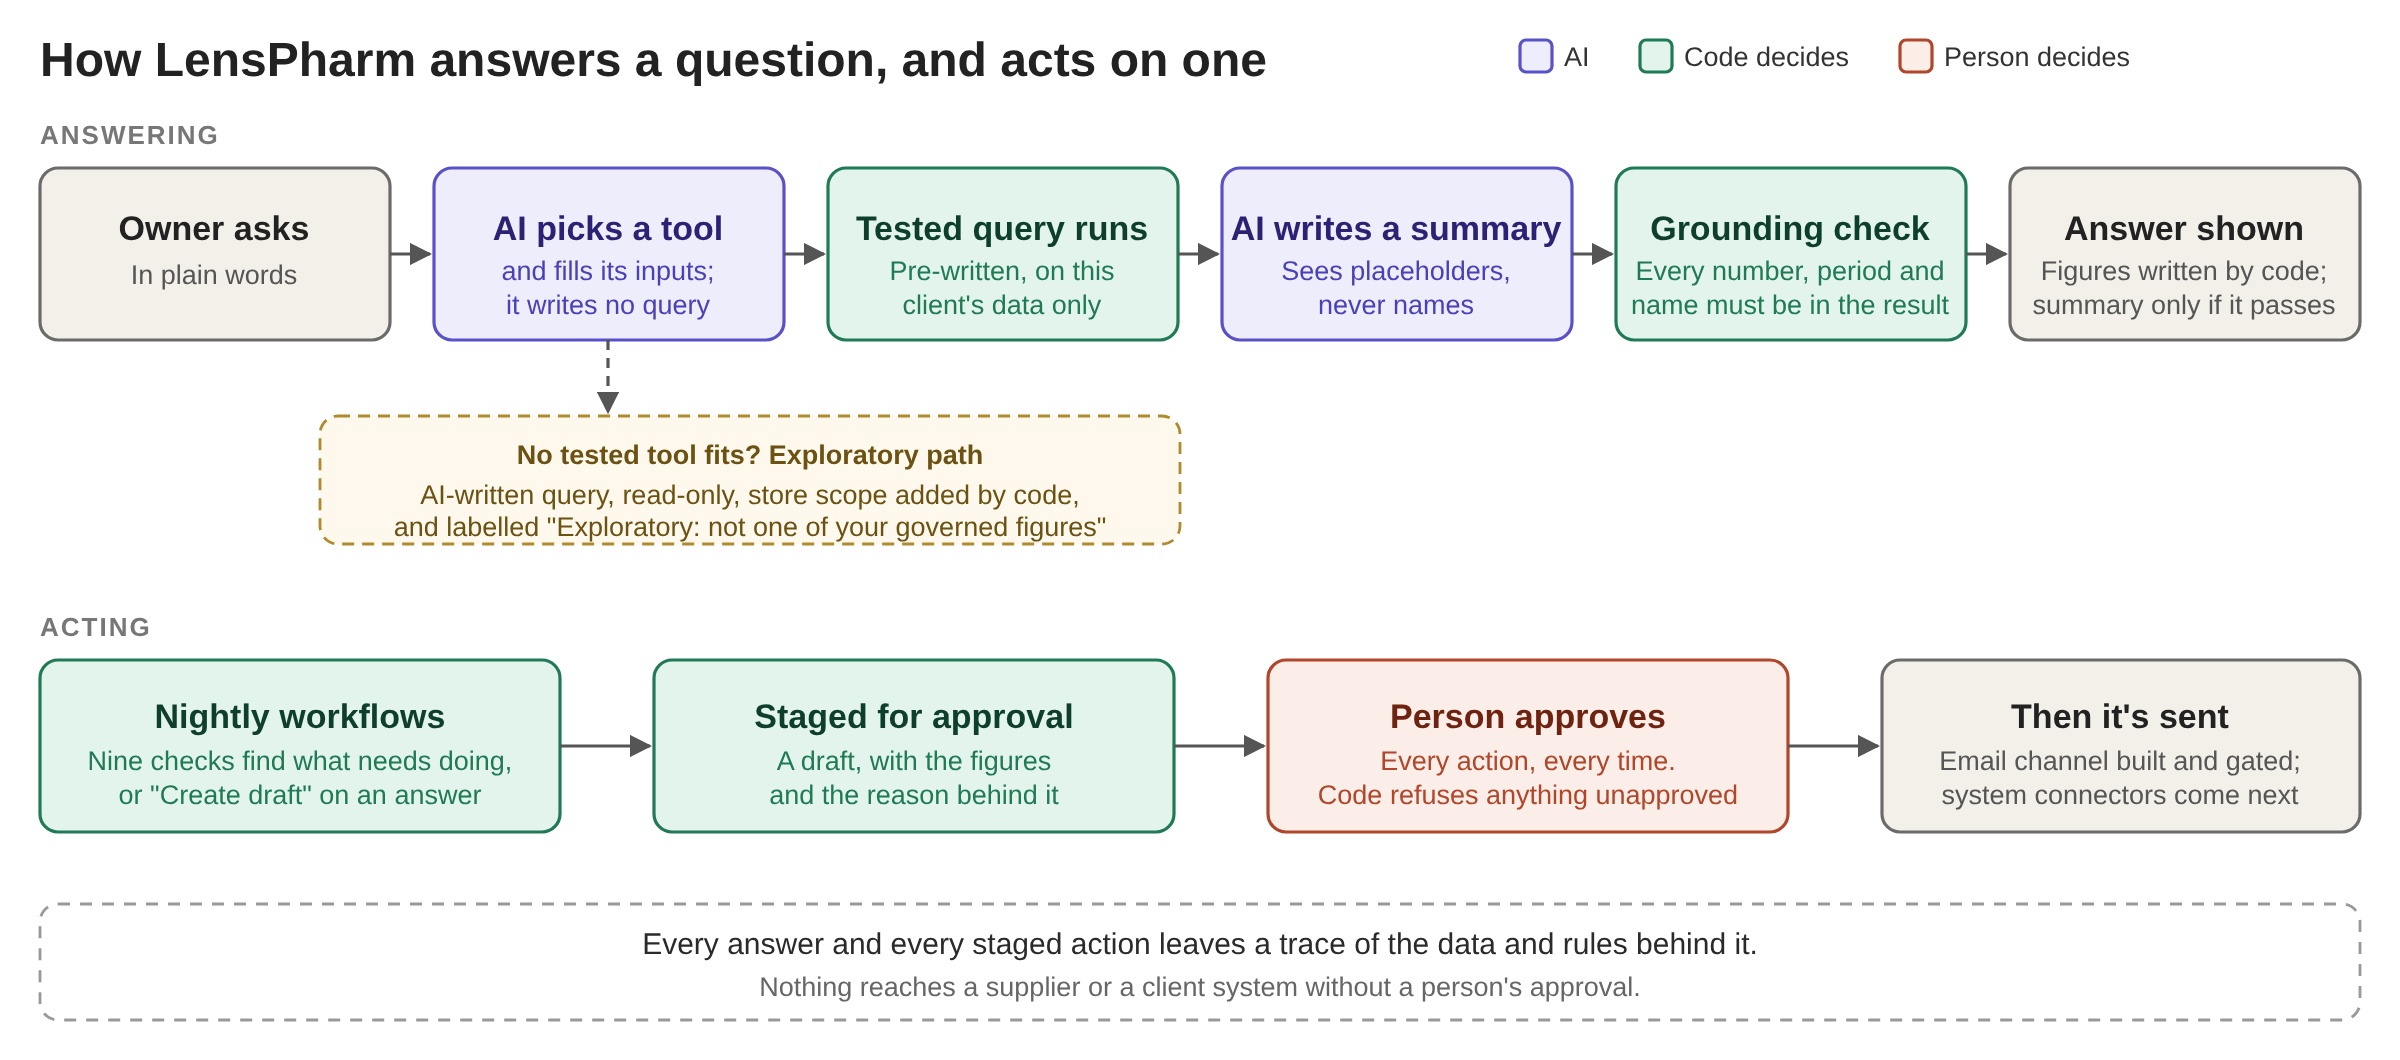 How LensPharm answers a question, and acts on one
AI
Code decides
Person decides
ANSWERING
Owner asks
In plain words
AI picks a tool
and fills its inputs;
it writes no query
Tested query runs
Pre-written, on this
client's data only
AI writes a summary
Sees placeholders,
never names
Grounding check
Every number, period and
name must be in the result
Answer shown
Figures written by code;
summary only if it passes
No tested tool fits? Exploratory path
AI-written query, read-only, store scope added by code,
and labelled "Exploratory: not one of your governed figures"
ACTING
Nightly workflows
Nine checks find what needs doing,
or "Create draft" on an answer
Staged for approval
A draft, with the figures
and the reason behind it
Person approves
Every action, every time.
Code refuses anything unapproved
Then it's sent
Email channel built and gated;
system connectors come next
Every answer and every staged action leaves a trace of the data and rules behind it.
Nothing reaches a supplier or a client system without a person's approval.